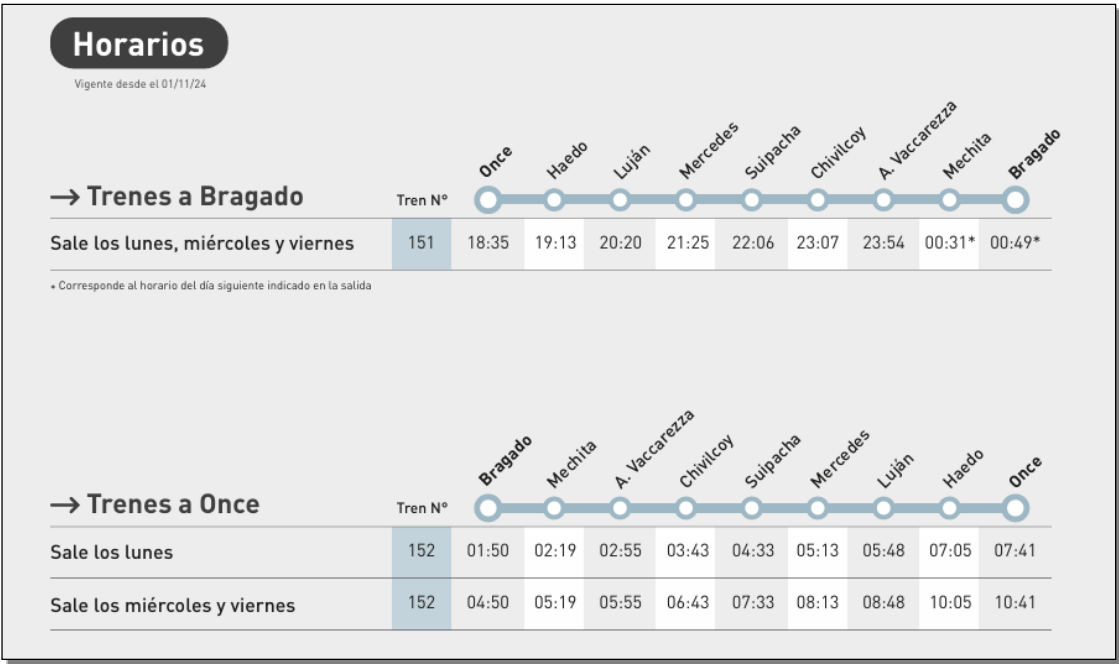 Horarios
Vigente desde el 01/11/24
→ Trenes a Bragado Tren N° Once Haedo Luján Mercedes Suipacha Chivilcoy A. Vaccarezza Mechita Bragado
Sale los lunes, miércoles y viernes 151 18:35 19:13 20:20 21:25 22:06 23:07 23:54 00:31* 00:49*
* Corresponde al horario del día siguiente indicado en la salida
→ Trenes a Once Tren N° Bragado Mechita A. Vaccarezza Chivilcoy Suipacha Mercedes Luján Haedo Once
Sale los lunes 152 01:50 02:19 02:55 03:43 04:33 05:13 05:48 07:05 07:41
Sale los miércoles y viernes 152 04:50 05:19 05:55 06:43 07:33 08:13 08:48 10:05 10:41